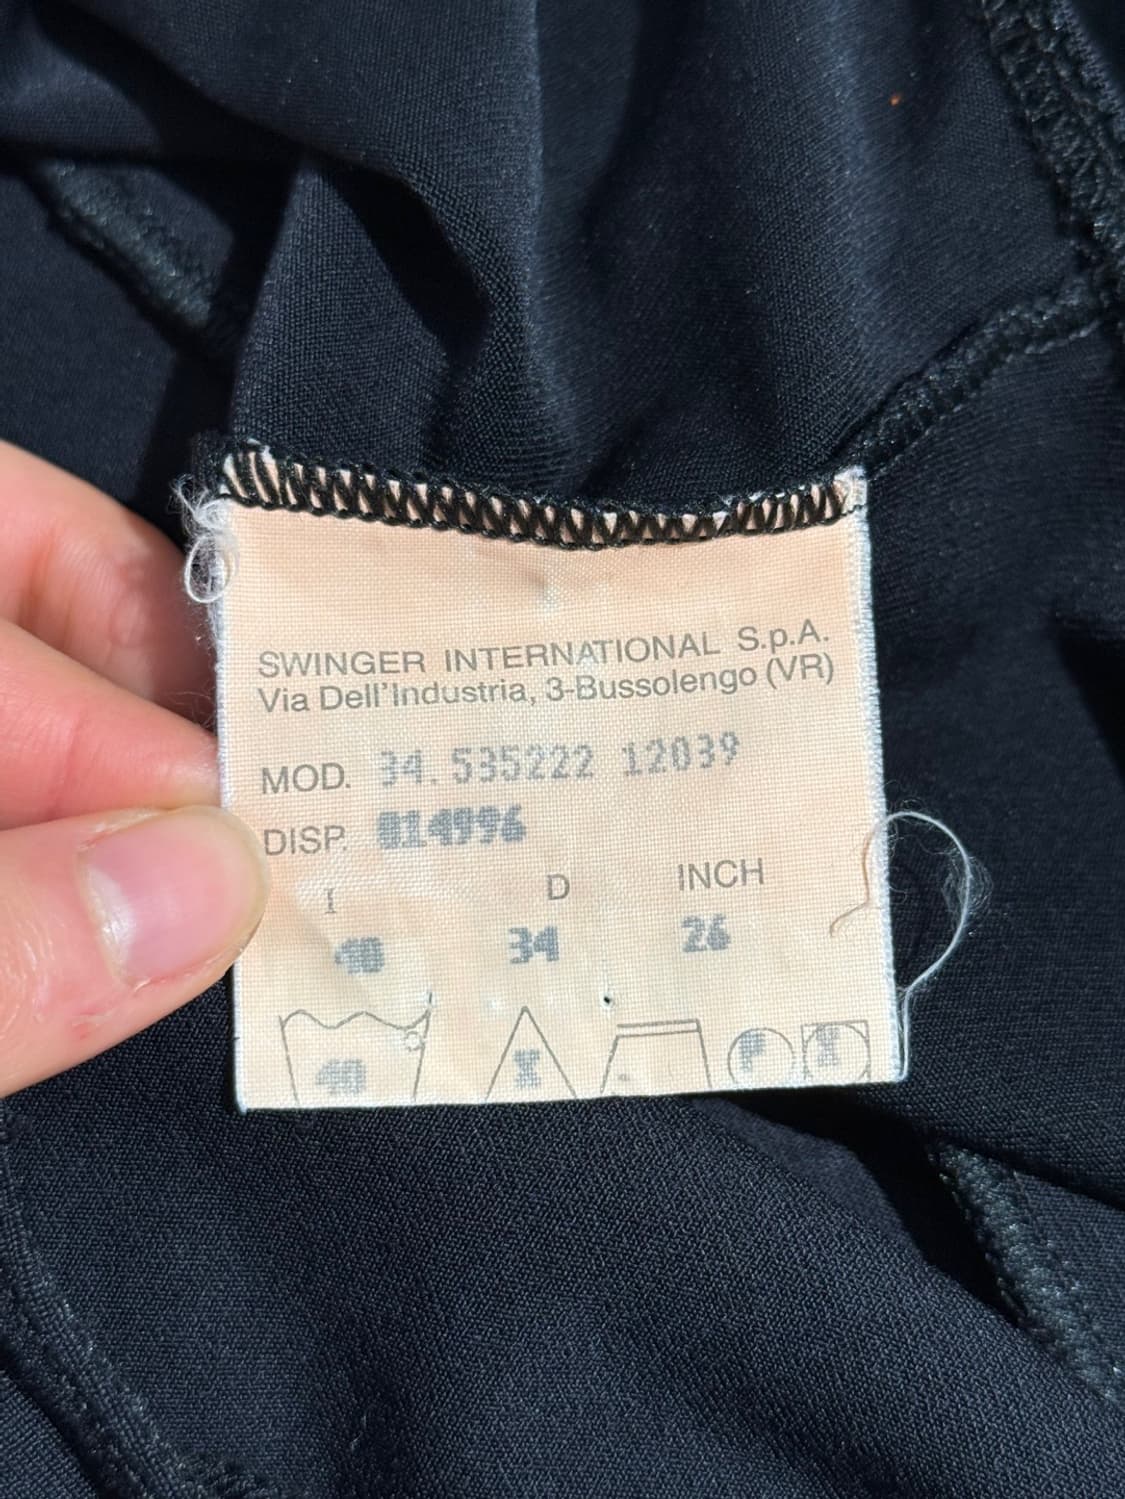 SWINGER INTERNATIONAL S.p.A.
Via Dell'Industria, 3-Bussolengo (VR)
MOD. 34.535222 12039
DISP. 014996
I D INCH
40 34 26
40 X P